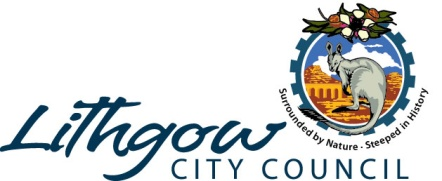 Surrounded by Nature · Steeped in History
Lithgow
CITY COUNCIL